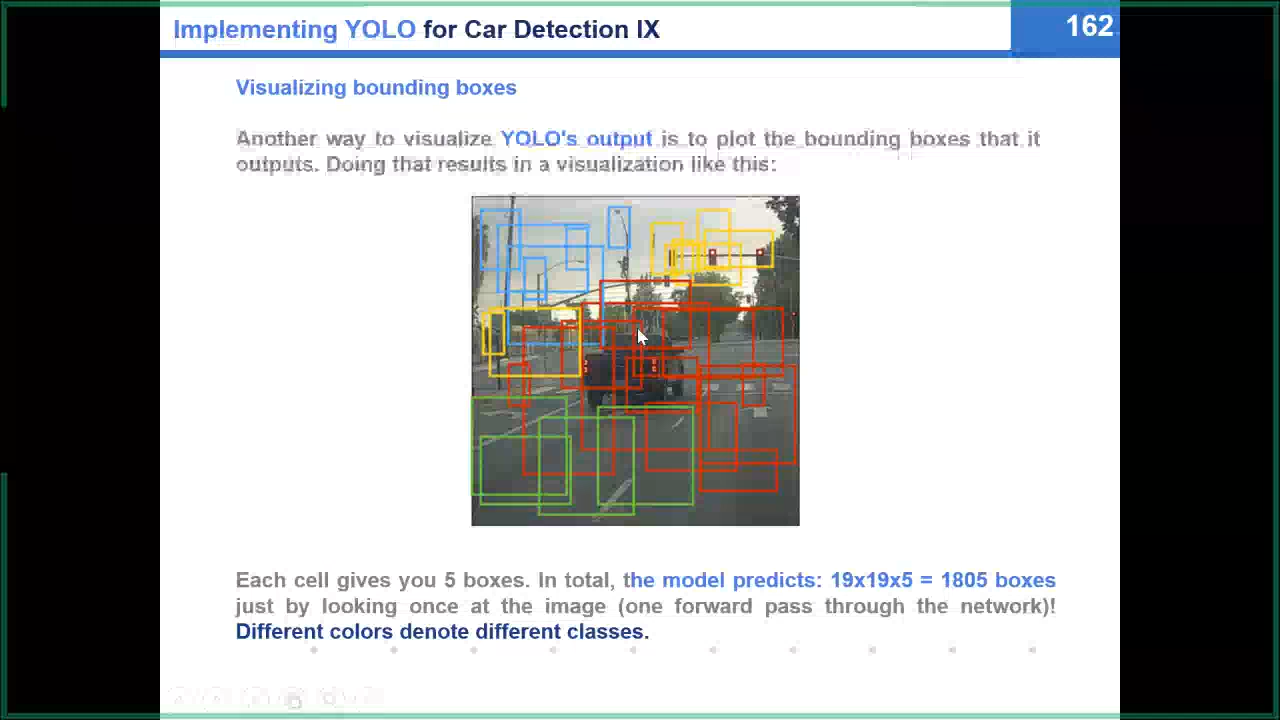 Implementing YOLO for Car Detection IX
162
Visualizing bounding boxes
Another way to visualize YOLO's output is to plot the bounding boxes that it
outputs. Doing that results in a visualization like this:
Each cell gives you 5 boxes. In total, the model predicts: 19x19x5 = 1805 boxes
just by looking once at the image (one forward pass through the network)!
Different colors denote different classes.